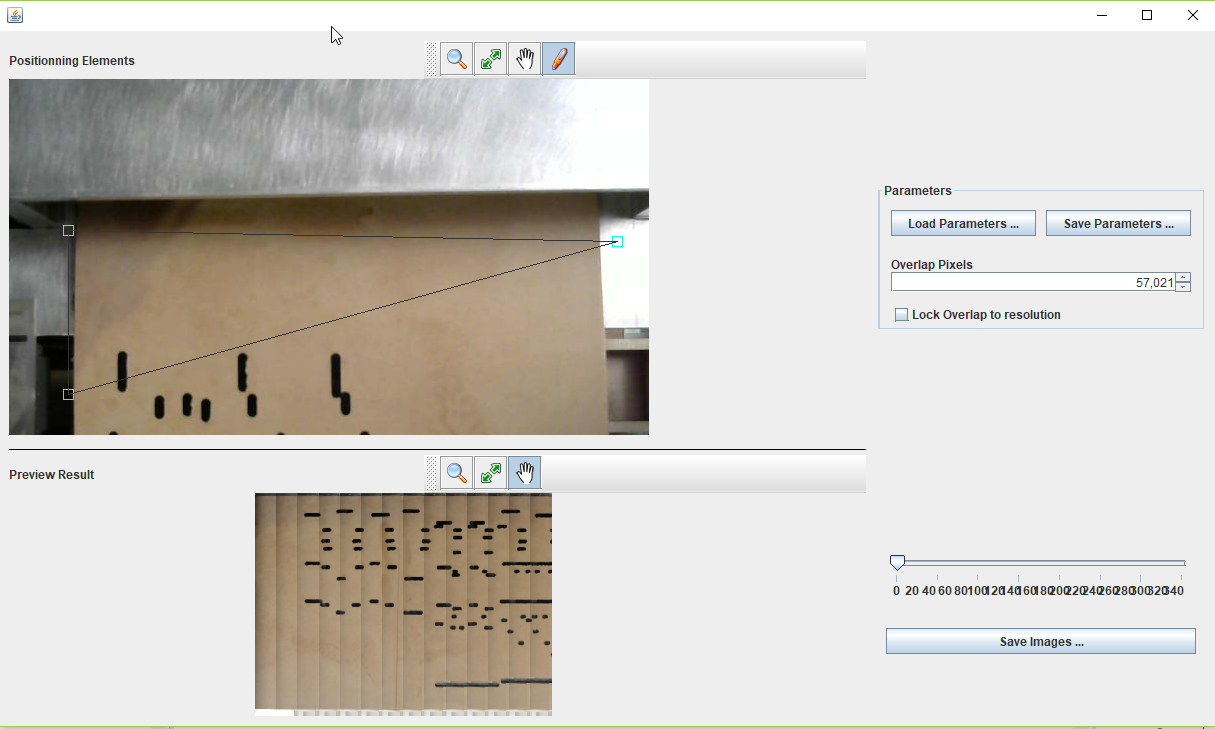 Positionning Elements
Parameters
Load Parameters ...
Save Parameters ...
Overlap Pixels
57,021
Lock Overlap to resolution
Preview Result
0 20 40 60 80 100 120 140 160 180 200 220 240 260 280 300 320 340
Save Images ...